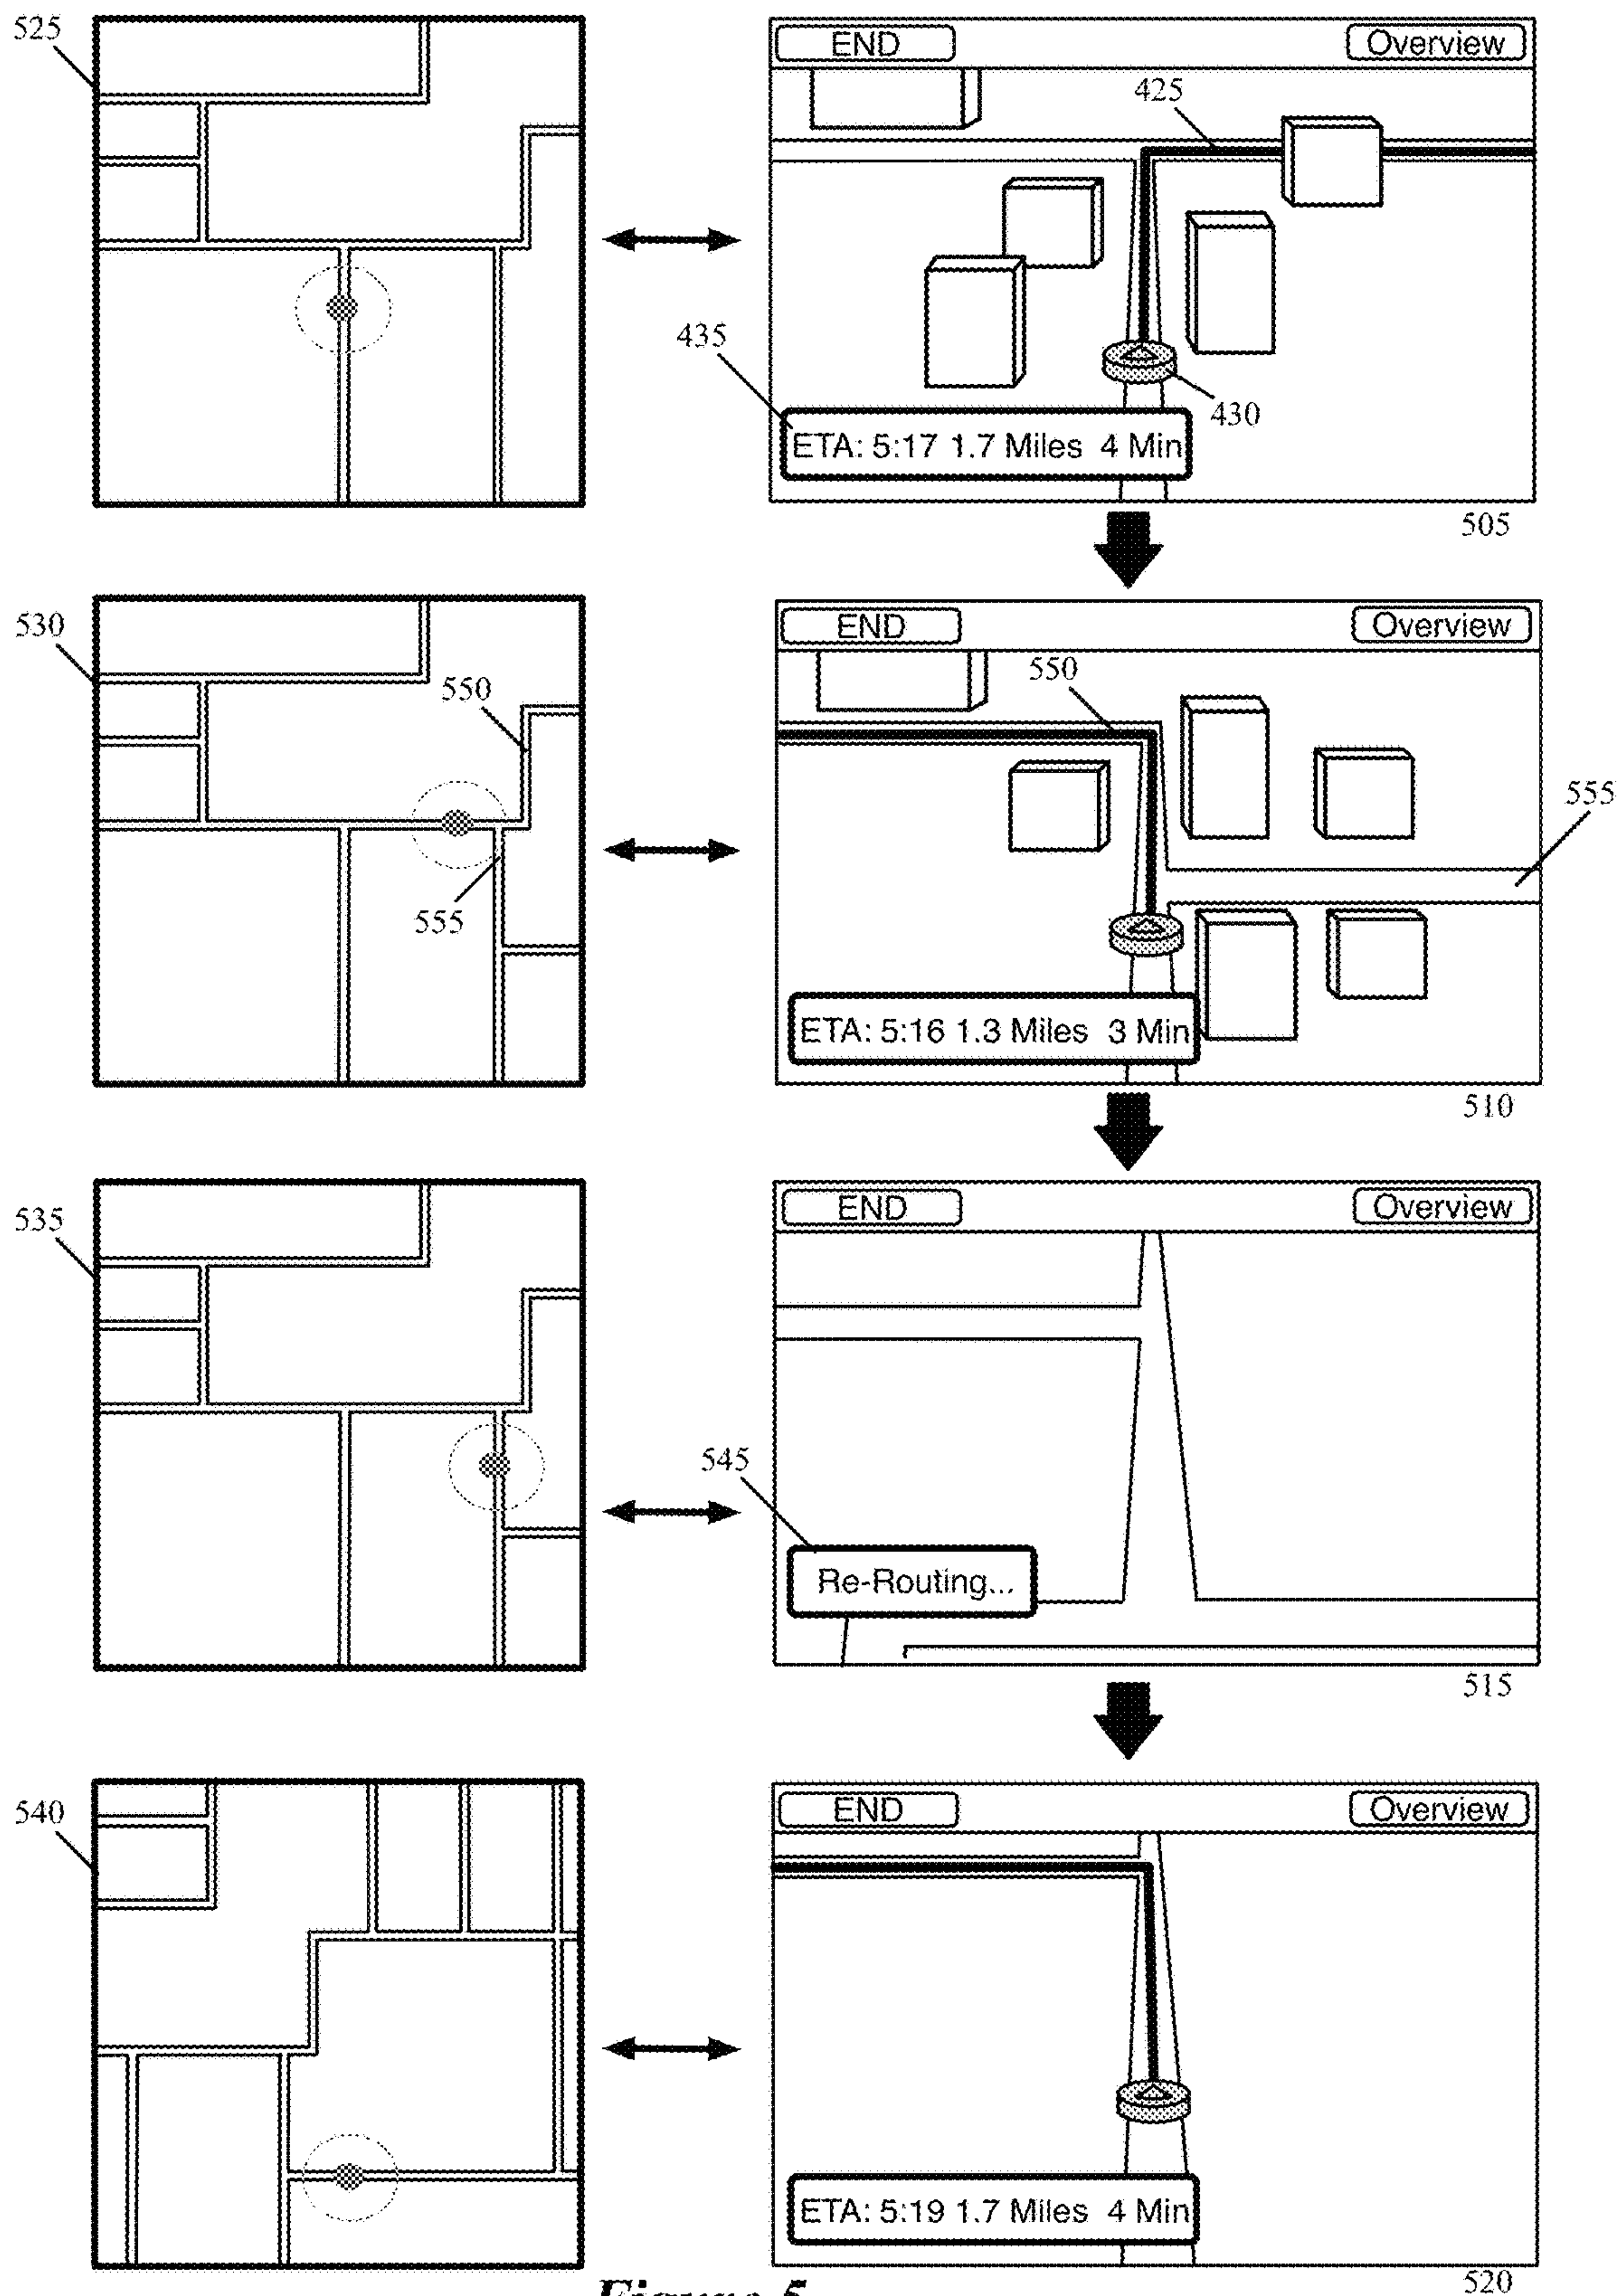 525
END
Overview
425
435
430
ETA: 5:17 1.7 Miles 4 Min
505
530
550
555
END
Overview
550
555
ETA: 5:16 1.3 Miles 3 Min
510
535
END
Overview
545
Re-Routing...
515
540
END
Overview
ETA: 5:19 1.7 Miles 4 Min
520
Figure 5